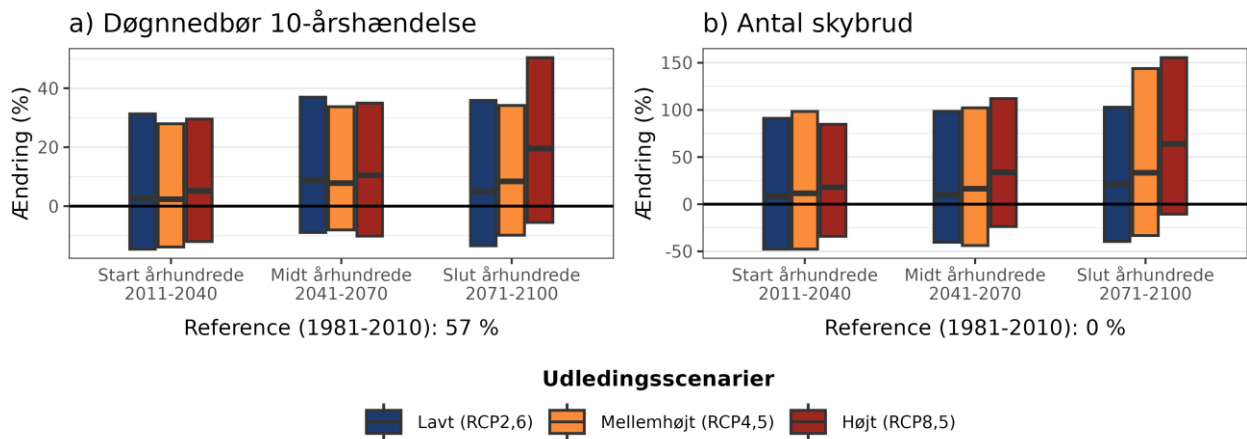 a) Døgnnedbør 10-årshændelse
Ændring (%)
40
20
0
Start århundrede
2011-2040
Midt århundrede
2041-2070
Slut århundrede
2071-2100
Reference (1981-2010): 57 %
b) Antal skybrud
Ændring (%)
150
100
50
0
-50
Start århundrede
2011-2040
Midt århundrede
2041-2070
Slut århundrede
2071-2100
Reference (1981-2010): 0 %
Udledingsscenarier
Lavt (RCP2,6)
Mellemhøjt (RCP4,5)
Højt (RCP8,5)